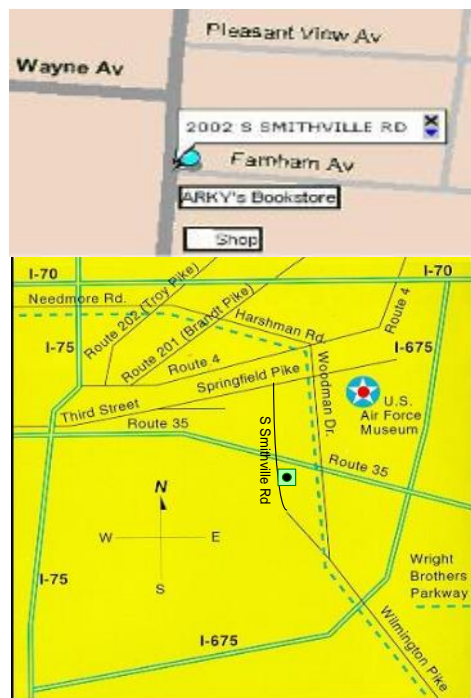 Pleasant View Av
Wayne Av
2002 S SMITHVILLE RD
X
Farnham Av
ARKY's Bookstore
Shop
I-70
I-70
Needmore Rd.
Route 202 (Troy Pike)
Route 201 (Brandt Pike)
Harshman Rd.
Route 4
I-75
I-675
Route 4
Springfield Pike
Woodman Dr.
Third Street
U.S.
Air Force
Museum
Route 35
S Smithville Rd
Route 35
N
W
E
S
I-75
Wright
Brothers
Parkway
I-675
Wilmington Pike